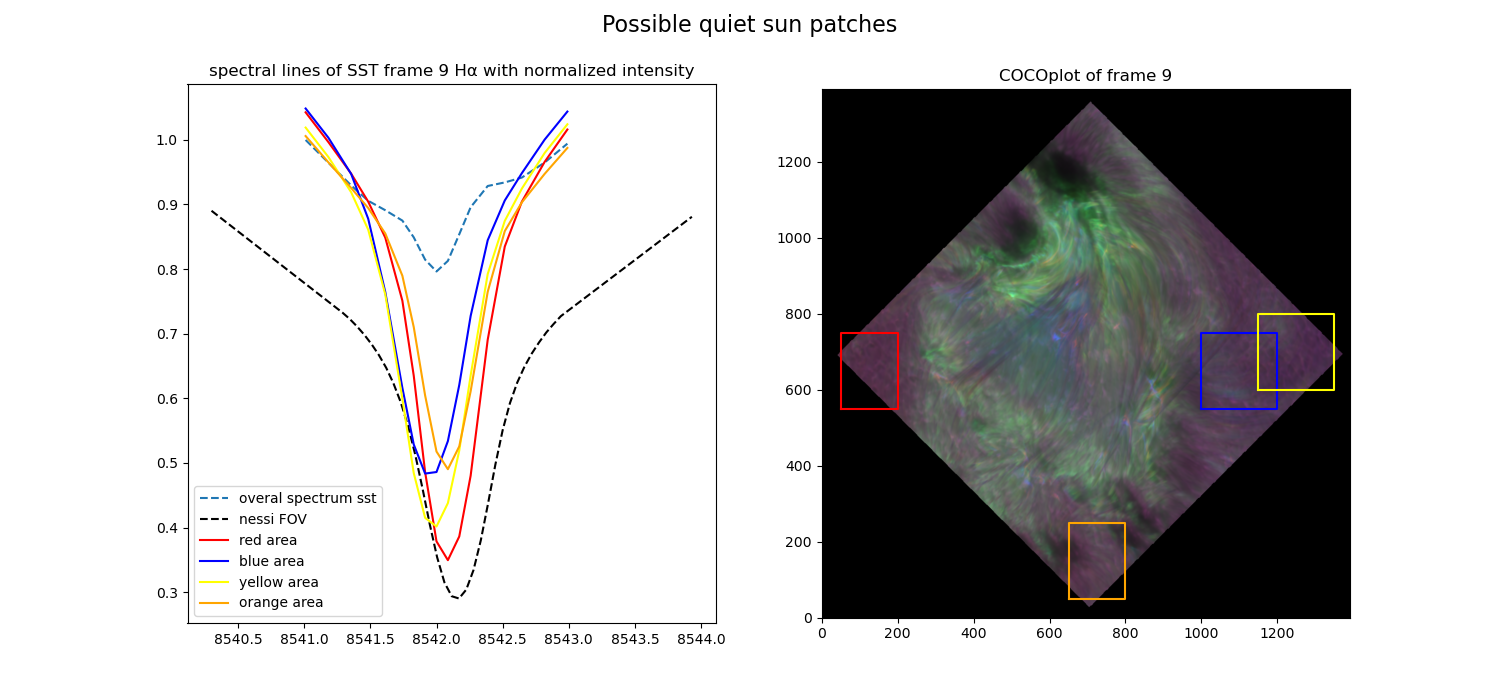 Possible quiet sun patches
spectral lines of SST frame 9 Hα with normalized intensity
1.0
0.9
0.8
0.7
0.6
0.5
0.4
0.3
overal spectrum sst
nessi FOV
red area
blue area
yellow area
orange area
8540.5 8541.0 8541.5 8542.0 8542.5 8543.0 8543.5 8544.0
COCOplot of frame 9
1200
1000
800
600
400
200
0
0 200 400 600 800 1000 1200